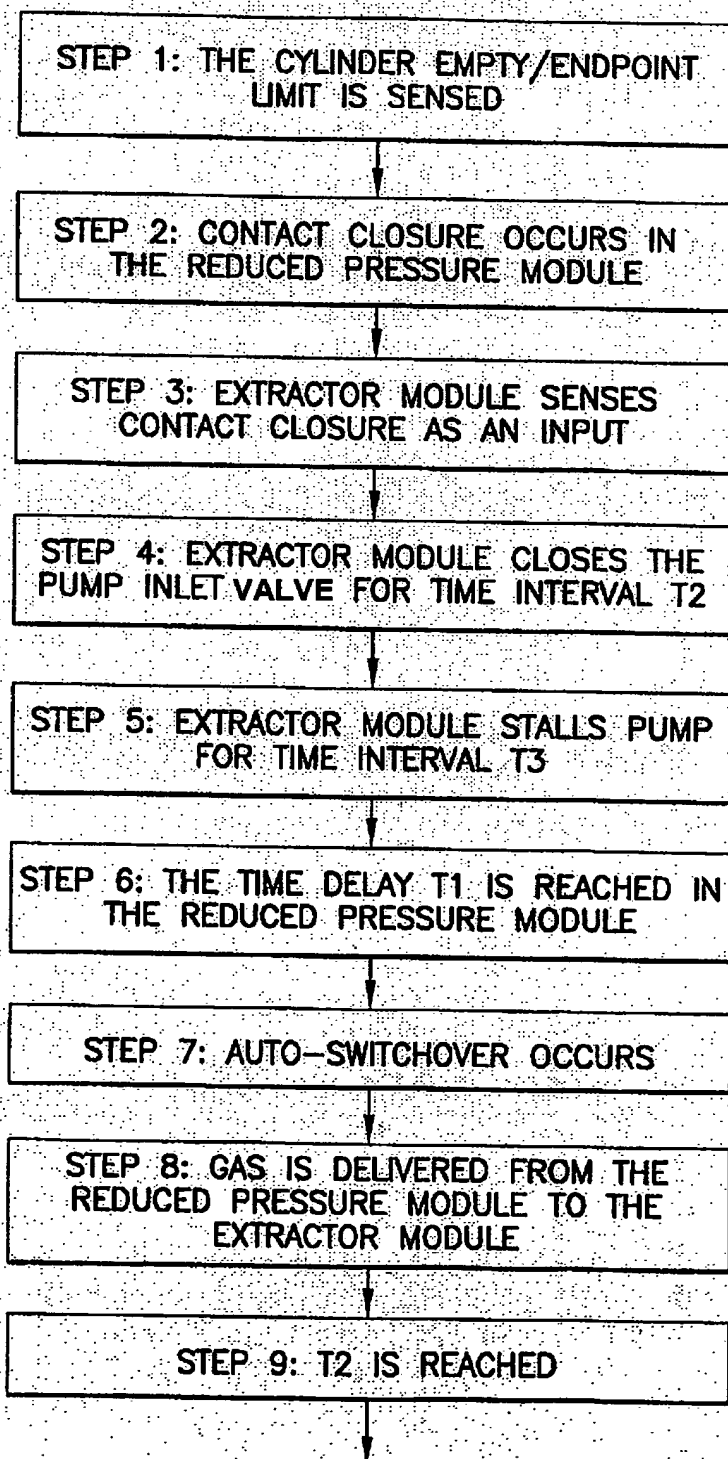 STEP 1: THE CYLINDER EMPTY/ENDPOINT
LIMIT IS SENSED
STEP 2: CONTACT CLOSURE OCCURS IN
THE REDUCED PRESSURE MODULE
STEP 3: EXTRACTOR MODULE SENSES
CONTACT CLOSURE AS AN INPUT
STEP 4: EXTRACTOR MODULE CLOSES THE
PUMP INLET VALVE FOR TIME INTERVAL T2
STEP 5: EXTRACTOR MODULE STALLS PUMP
FOR TIME INTERVAL T3
STEP 6: THE TIME DELAY T1 IS REACHED IN
THE REDUCED PRESSURE MODULE
STEP 7: AUTO-SWITCHOVER OCCURS
STEP 8: GAS IS DELIVERED FROM THE
REDUCED PRESSURE MODULE TO THE
EXTRACTOR MODULE
STEP 9: T2 IS REACHED